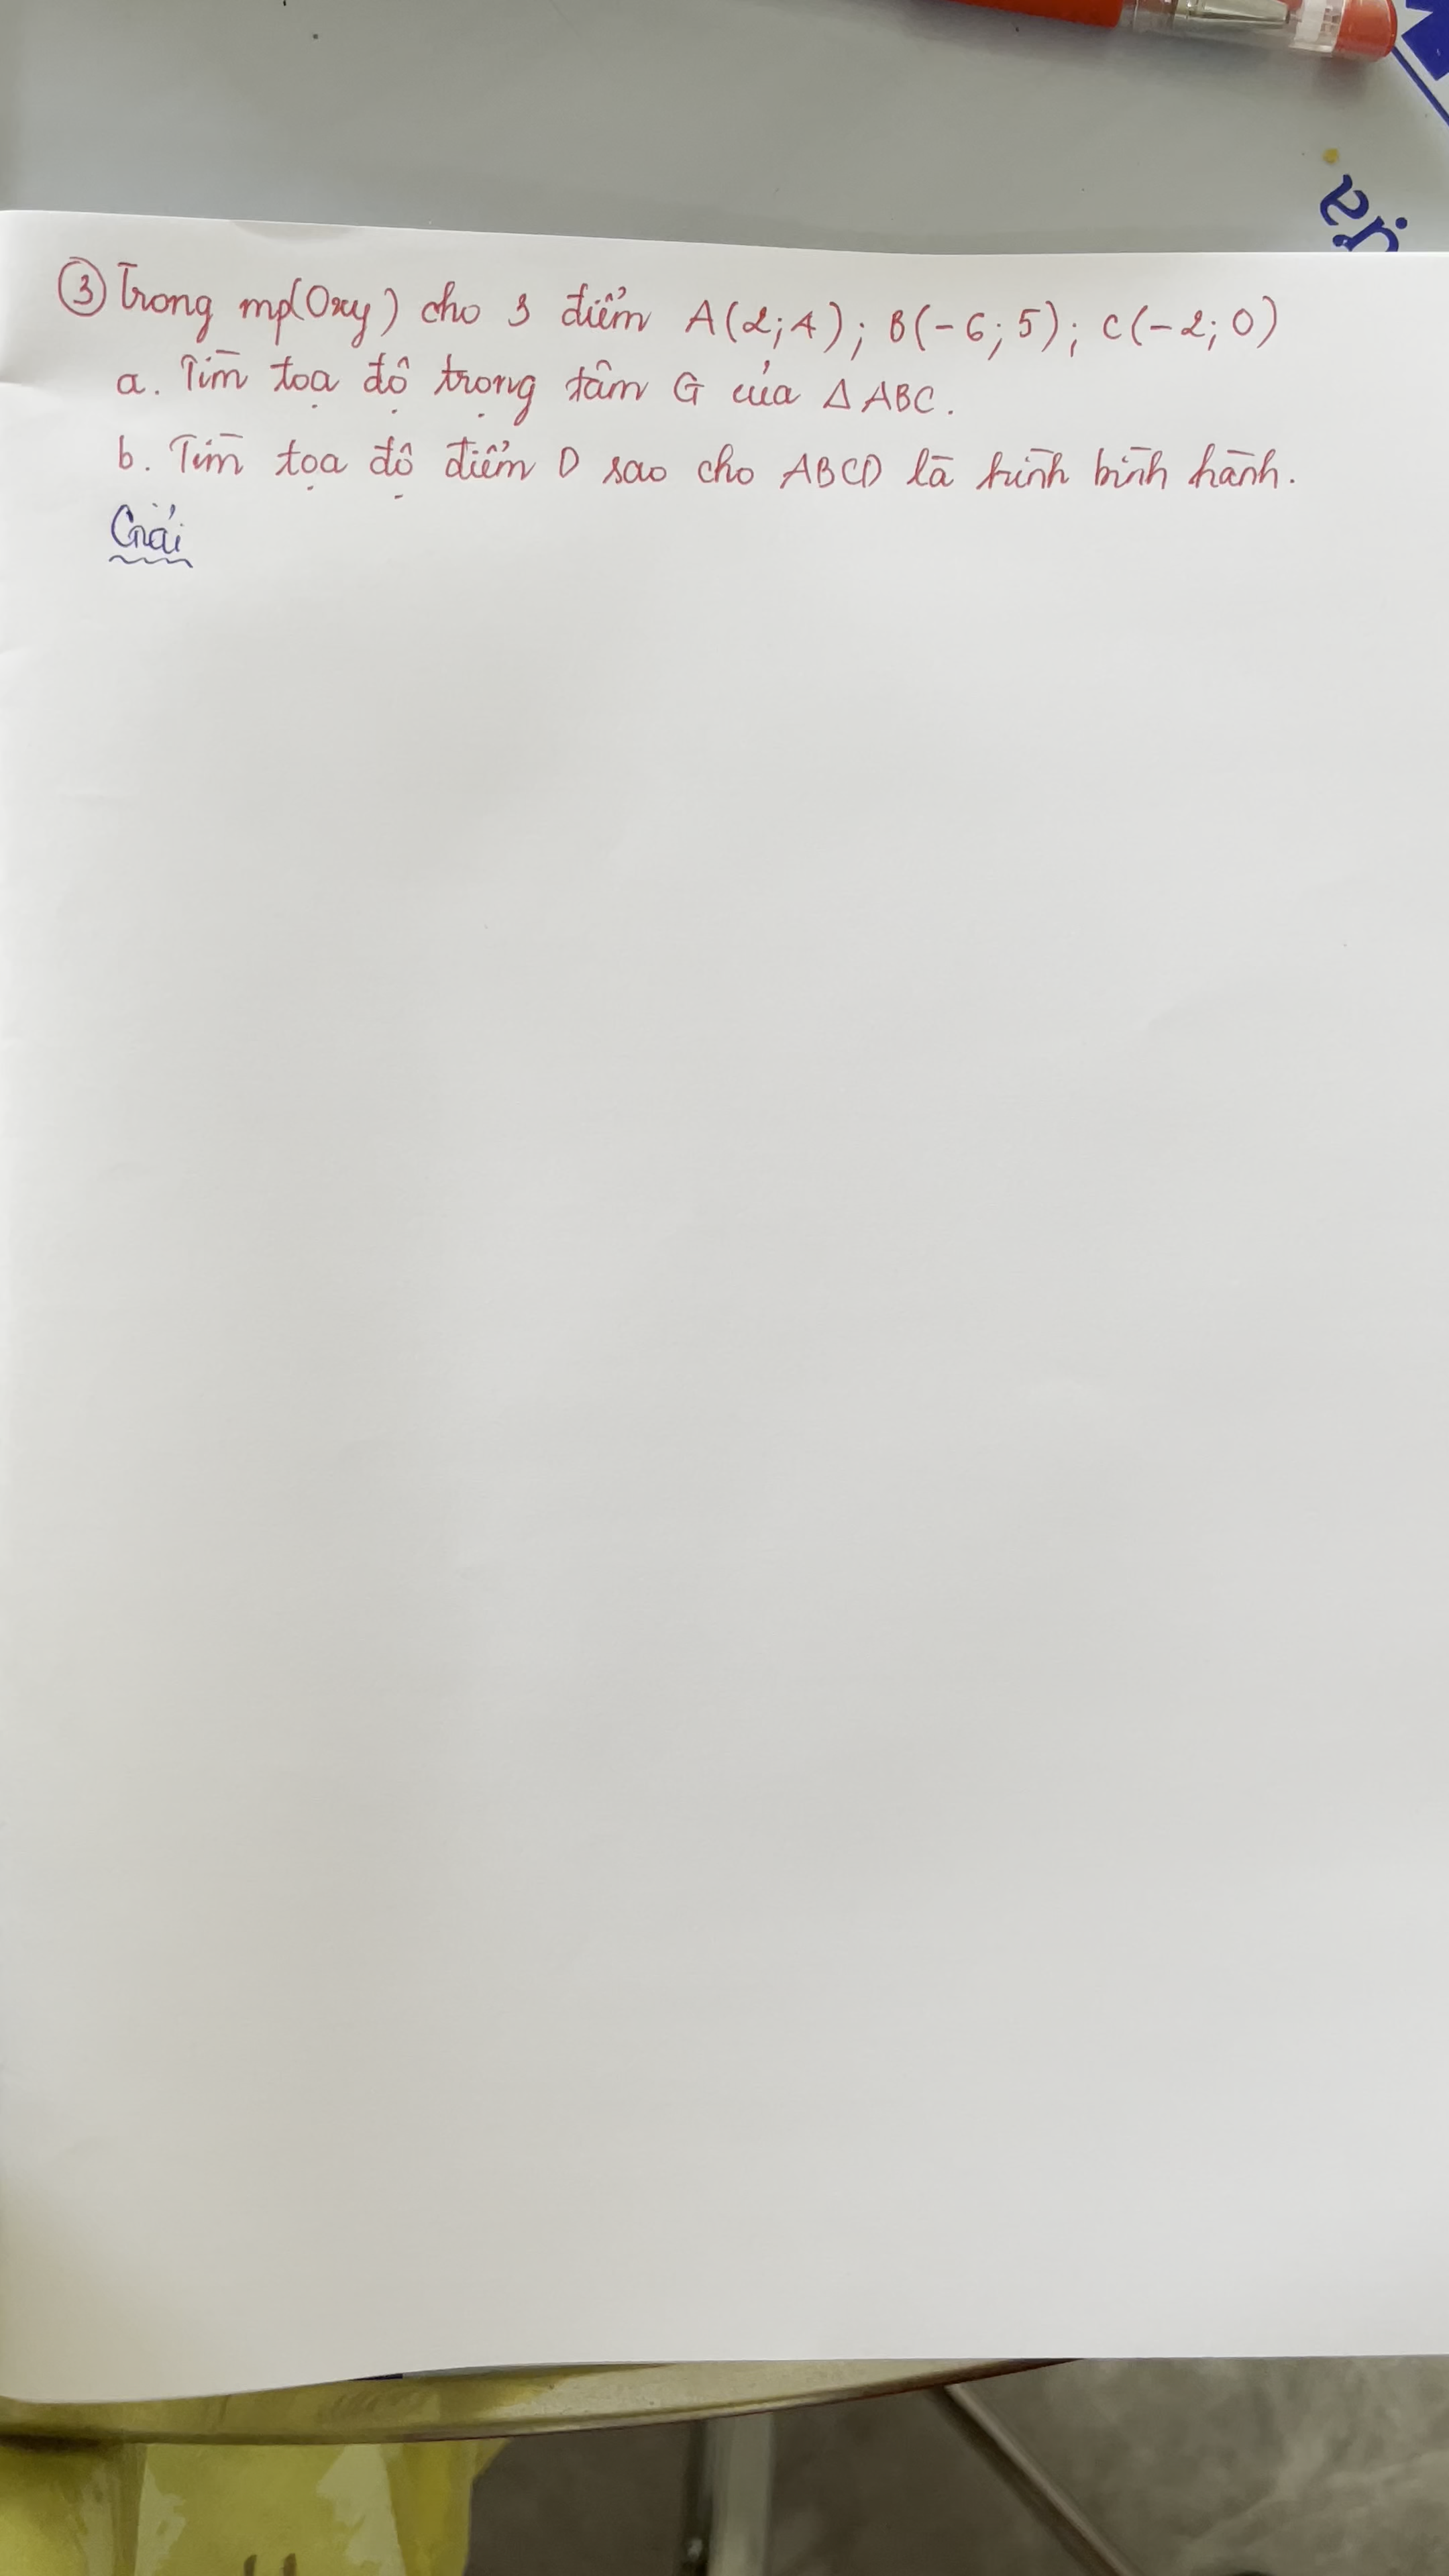 ③ Trong mp(Oxy) cho 3 điểm A(2;4); B(-6;5); C(-2;0)
a. Tìm tọa độ trọng tâm G của Δ ABC.
b. Tìm tọa độ điểm D sao cho ABCD là hình bình hành.
Giải